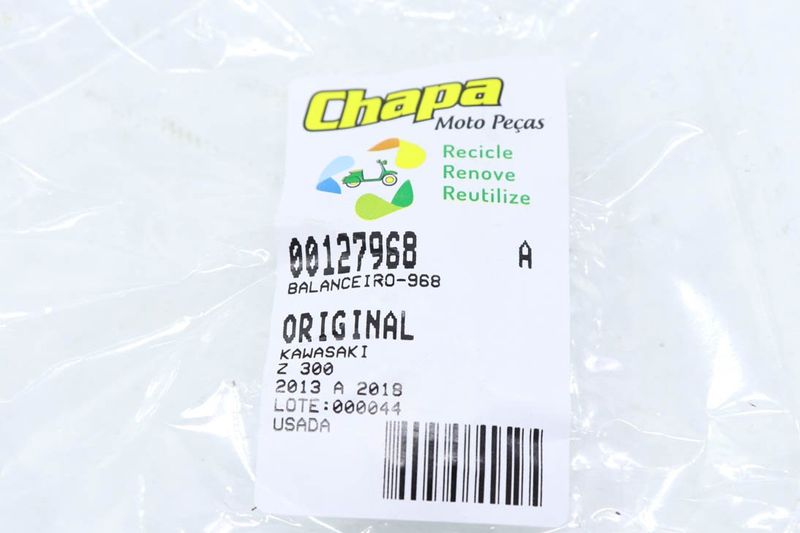 Chapa
Moto Peças
Recicle
Renove
Reutilize
00127968 A
BALANCEIRO-968
ORIGINAL
KAWASAKI
Z 300
2013 A 2018
LOTE:000044
USADA